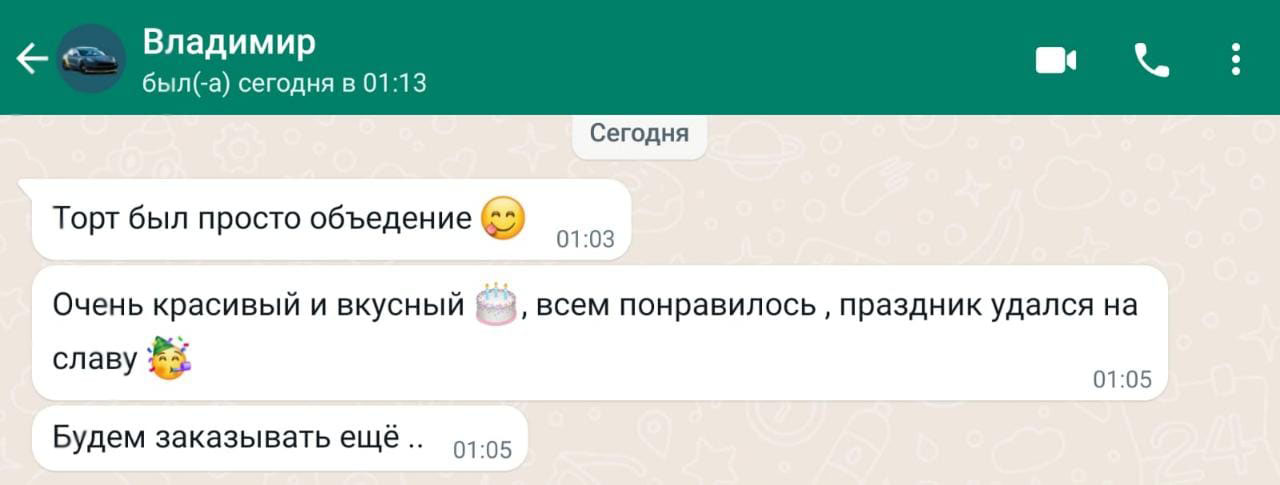 Владимир
был(-а) сегодня в 01:13
Сегодня
Торт был просто объедение 😋 01:03
Очень красивый и вкусный 🎂, всем понравилось , праздник удался на
славу 🥳 01:05
Будем заказывать ещё .. 01:05